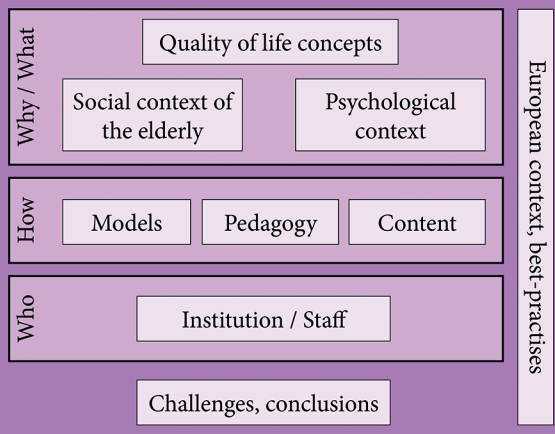 Why / What
Quality of life concepts
Social context of
the elderly
Psychological
context
How
Models
Pedagogy
Content
Who
Institution / Staff
Challenges, conclusions
European context, best-practises